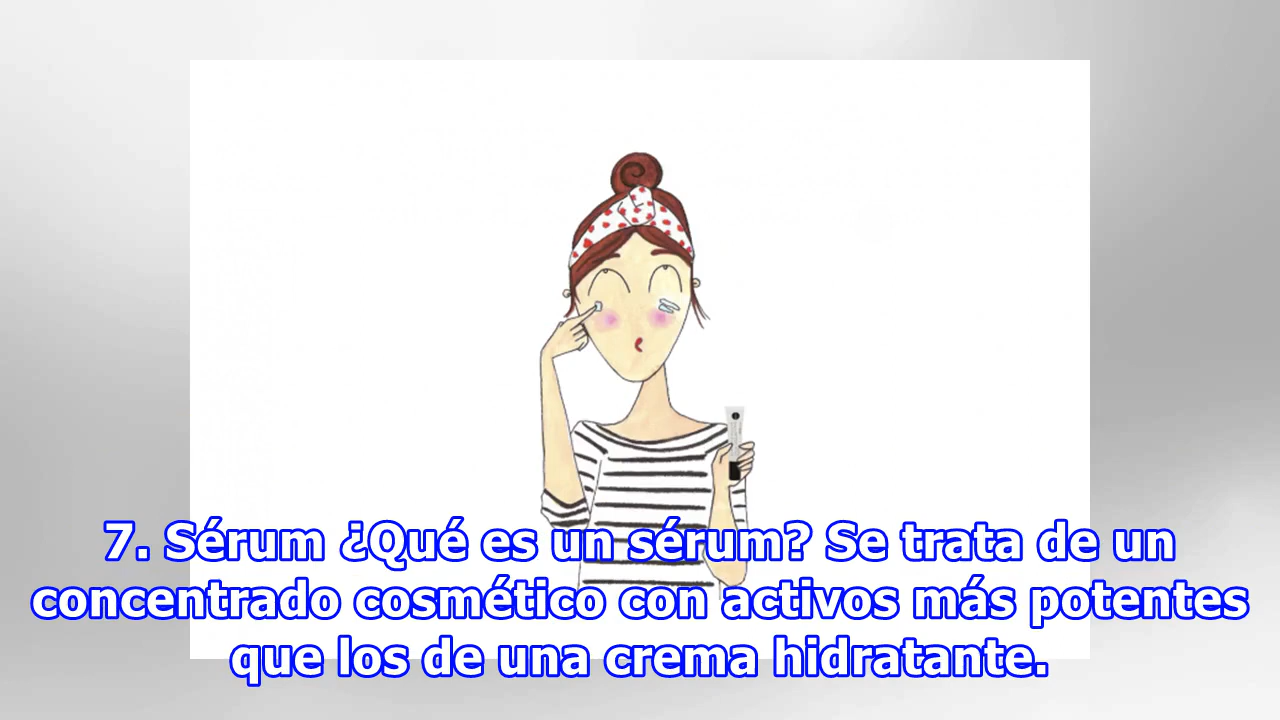 7. Sérum ¿Qué es un sérum? Se trata de un
concentrado cosmético con activos más potentes
que los de una crema hidratante.